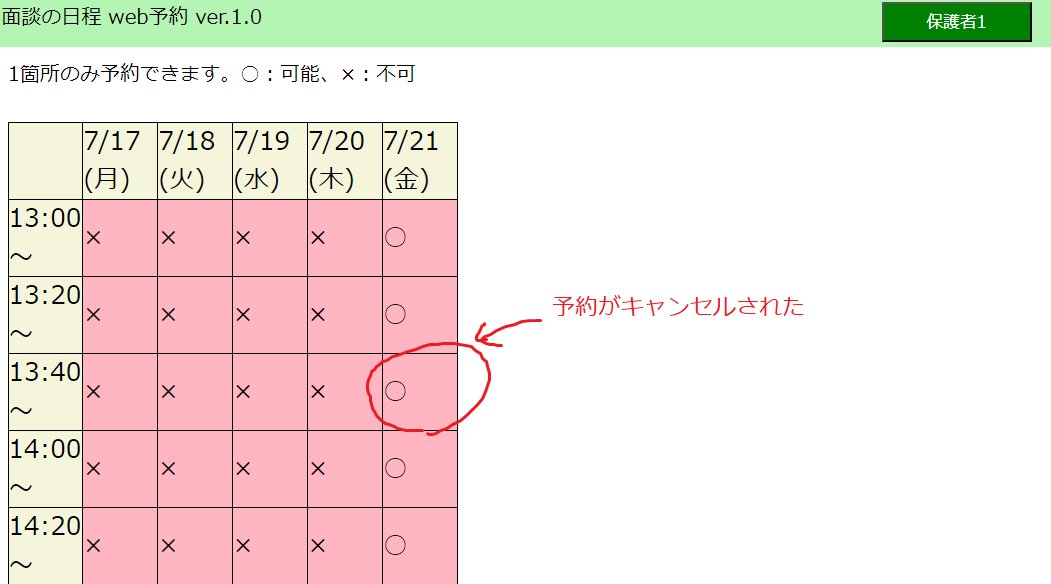 面談の日程 web予約 ver.1.0
保護者1
1箇所のみ予約できます。〇：可能、×：不可
7/17 7/18 7/19 7/20 7/21
(月) (火) (水) (木) (金)
13:00～ × × × × 〇
13:20～ × × × × 〇
予約がキャンセルされた
13:40～ × × × × 〇
14:00～ × × × × 〇
14:20～ × × × × 〇